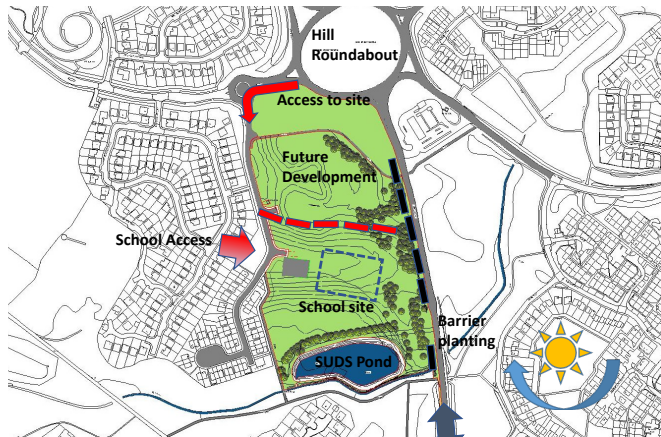 Hill
Roundabout
Access to site
Future
Development
School Access
School site
Barrier
planting
SUDS Pond